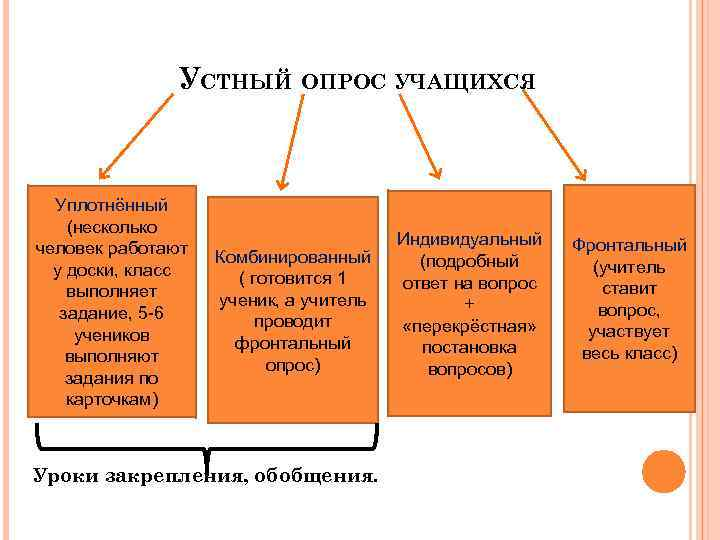 Устный опрос учащихся
Уплотнённый
(несколько
человек работают
у доски, класс
выполняет
задание, 5-6
учеников
выполняют
задания по
карточкам)
Комбинированный
( готовится 1
ученик, а учитель
проводит
фронтальный
опрос)
Индивидуальный
(подробный
ответ на вопрос
+
«перекрёстная»
постановка
вопросов)
Фронтальный
(учитель
ставит
вопрос,
участвует
весь класс)
Уроки закрепления, обобщения.